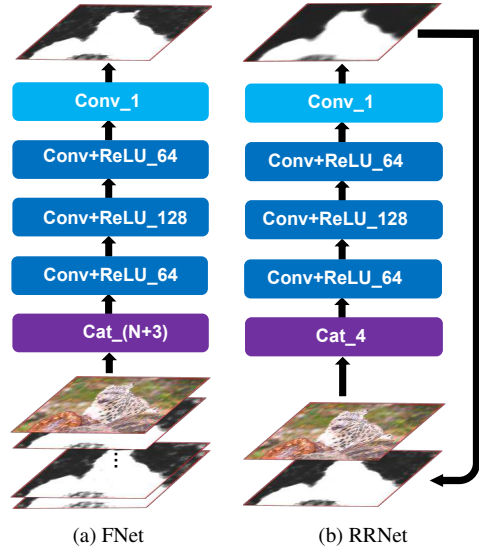 Conv_1
Conv+ReLU_64
Conv+ReLU_128
Conv+ReLU_64
Cat_(N+3)
(a) FNet
Conv_1
Conv+ReLU_64
Conv+ReLU_128
Conv+ReLU_64
Cat_4
(b) RRNet